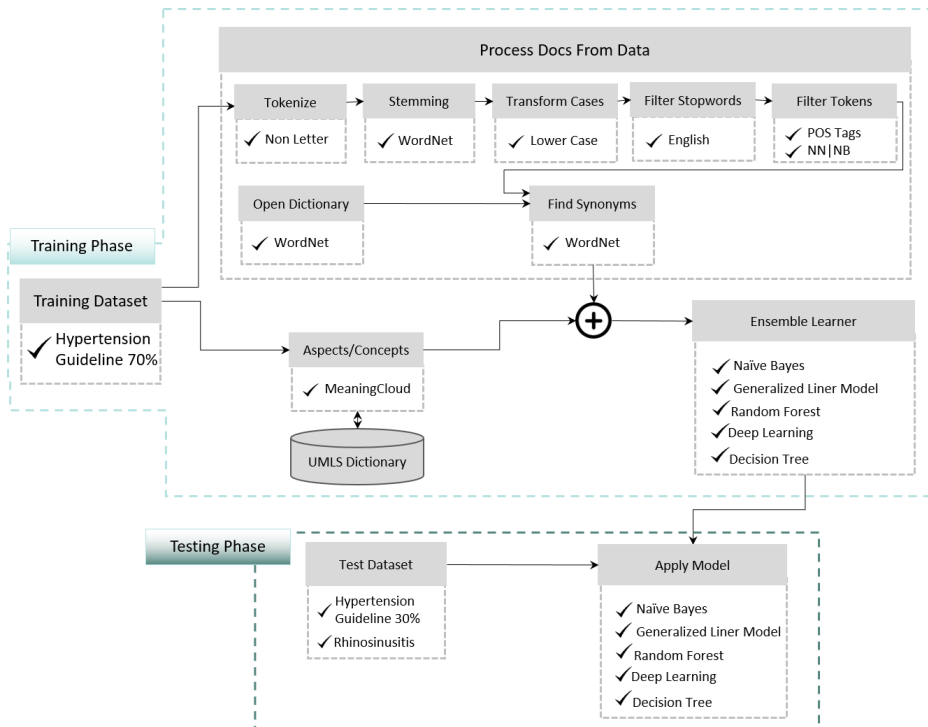 Process Docs From Data
Tokenize
Stemming
Transform Cases
Filter Stopwords
Filter Tokens
Non Letter
WordNet
Lower Case
English
POS Tags
NN|NB
Open Dictionary
Find Synonyms
WordNet
WordNet
Training Phase
Training Dataset
Hypertension
Guideline 70%
Aspects/Concepts
MeaningCloud
UMLS Dictionary
Ensemble Learner
Naïve Bayes
Generalized Liner Model
Random Forest
Deep Learning
Decision Tree
Testing Phase
Test Dataset
Hypertension
Guideline 30%
Rhinosinusitis
Apply Model
Naïve Bayes
Generalized Liner Model
Random Forest
Deep Learning
Decision Tree